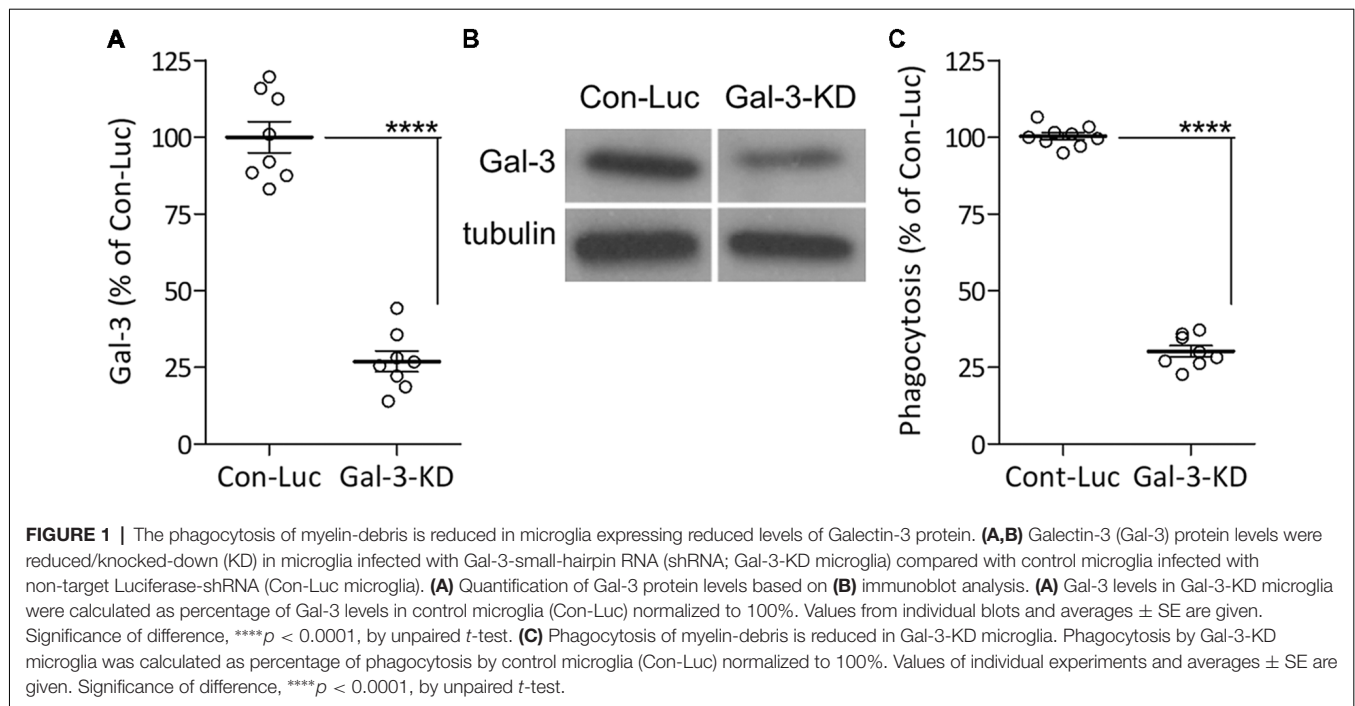 A
125
100
75
50
25
0
Gal-3 (% of Con-Luc)
****
Con-Luc Gal-3-KD
B
Con-Luc Gal-3-KD
Gal-3
tubulin
C
125
100
75
50
25
0
Phagocytosis (% of Con-Luc)
****
Cont-Luc Gal-3-KD
FIGURE 1 | The phagocytosis of myelin-debris is reduced in microglia expressing reduced levels of Galectin-3 protein. (A,B) Galectin-3 (Gal-3) protein levels were
reduced/knocked-down (KD) in microglia infected with Gal-3-small-hairpin RNA (shRNA; Gal-3-KD microglia) compared with control microglia infected with
non-target Luciferase-shRNA (Con-Luc microglia). (A) Quantification of Gal-3 protein levels based on (B) immunoblot analysis. (A) Gal-3 levels in Gal-3-KD microglia
were calculated as percentage of Gal-3 levels in control microglia (Con-Luc) normalized to 100%. Values from individual blots and averages ± SE are given.
Significance of difference, ****p < 0.0001, by unpaired t-test. (C) Phagocytosis of myelin-debris is reduced in Gal-3-KD microglia. Phagocytosis by Gal-3-KD
microglia was calculated as percentage of phagocytosis by control microglia (Con-Luc) normalized to 100%. Values of individual experiments and averages ± SE are
given. Significance of difference, ****p < 0.0001, by unpaired t-test.